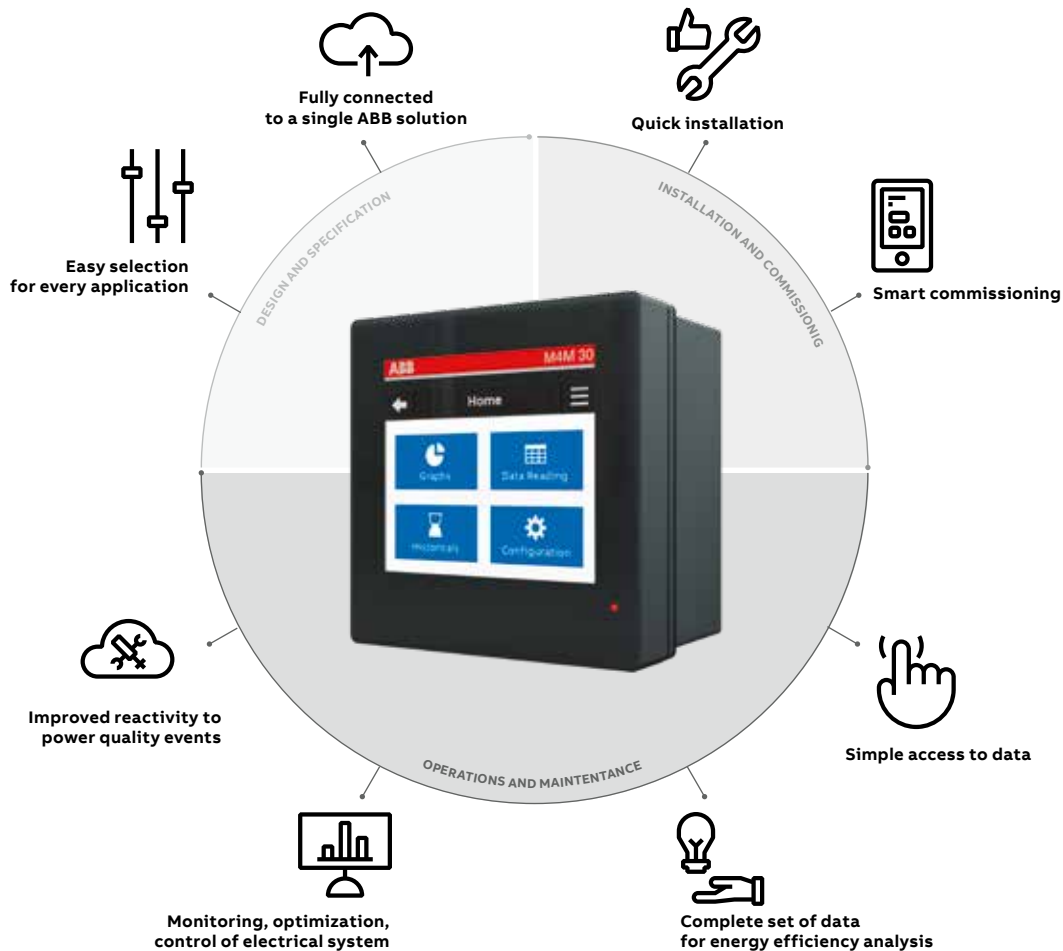 Fully connected
to a single ABB solution
Quick installation
Easy selection
for every application
DESIGN AND SPECIFICATION
INSTALLATION AND COMMISSIONIG
Smart commissioning
ABB M4M 30
Home
Graphs Data Reading
Historicals Configuration
Improved reactivity to
power quality events
OPERATIONS AND MAINTENTANCE
Simple access to data
Monitoring, optimization,
control of electrical system
Complete set of data
for energy efficiency analysis